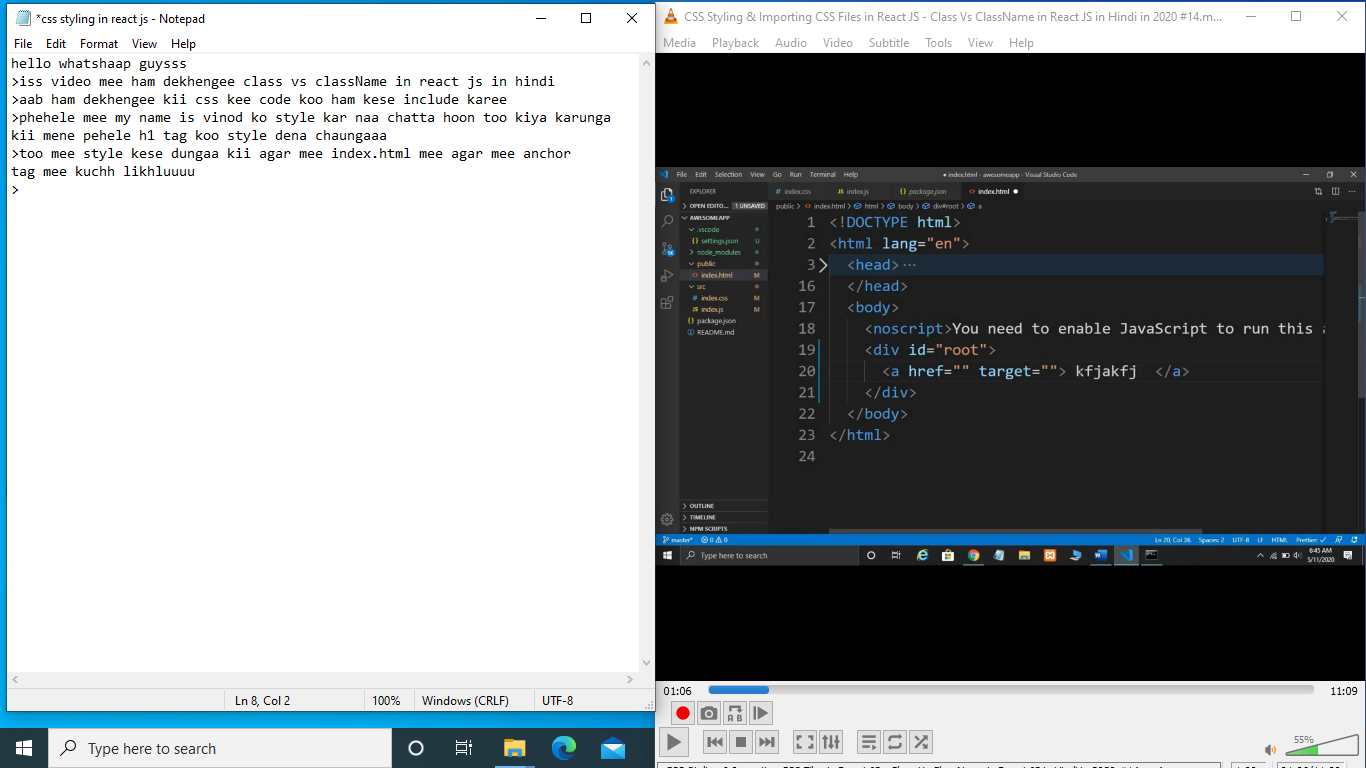 *css styling in react js - Notepad
File Edit Format View Help
hello whatshaap guysss
>iss video mee ham dekhengee class vs className in react js in hindi
>aab ham dekhengee kii css kee code koo ham kese include karee
>phehele mee my name is vinod ko style kar naa chatta hoon too kiya karunga
kii mene pehele h1 tag koo style dena chaungaaa
>too mee style kese dungaa kii agar mee index.html mee agar mee anchor
tag mee kuchh likhluuuu
>
Ln 8, Col 2 100% Windows (CRLF) UTF-8
Type here to search
CSS Styling & Importing CSS Files in React JS - Class Vs ClassName in React JS in Hindi in 2020 #14.m...
Media Playback Audio Video Subtitle Tools View Help
File Edit Selection View Go Run Terminal Help
● index.html - awesomeapp - Visual Studio Code
EXPLORER
# index.css JS index.js {} package.json <> index.html ●
> OPEN EDITO... 1 UNSAVED
public > <> index.html > html > body > div#root > a
AWESOMEAPP
.vscode
{} settings.json U
> node_modules
public
<> index.html M
src
# index.css M
JS index.js M
{} package.json
README.md
1 <!DOCTYPE html>
2 <html lang="en">
3 <head>···
16 </head>
17 <body>
18 <noscript>You need to enable JavaScript to run this a
19 <div id="root">
20 <a href="" target=""> kfjakfj </a>
21 </div>
22 </body>
23 </html>
24
> OUTLINE
> TIMELINE
> NPM SCRIPTS
master* 0 0 Ln 20, Col 36 Spaces: 2 UTF-8 LF HTML Prettier: ✓
Type here to search
6:45 AM
5/11/2020
01:06 11:09
A B
55%